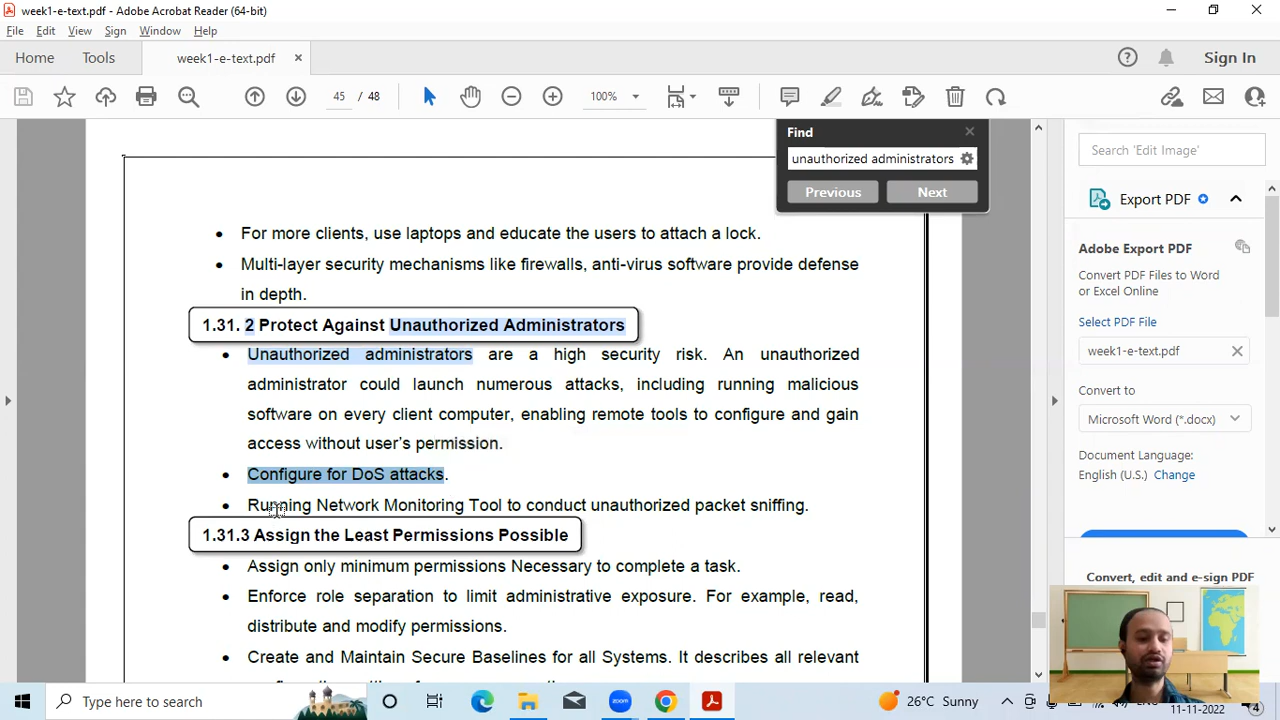 week1-e-text.pdf - Adobe Acrobat Reader (64-bit)
File Edit View Sign Window Help
Home Tools week1-e-text.pdf × Sign In
45 / 48 100%
Find
unauthorized administrators
Previous Next
Search 'Edit Image'
Export PDF
Adobe Export PDF
Convert PDF Files to Word
or Excel Online
Select PDF File
week1-e-text.pdf
Convert to
Microsoft Word (*.docx)
Document Language:
English (U.S.) Change
Convert, edit and e-sign PDF
• For more clients, use laptops and educate the users to attach a lock.
• Multi-layer security mechanisms like firewalls, anti-virus software provide defense
in depth.
1.31. 2 Protect Against Unauthorized Administrators
• Unauthorized administrators are a high security risk. An unauthorized
administrator could launch numerous attacks, including running malicious
software on every client computer, enabling remote tools to configure and gain
access without user's permission.
• Configure for DoS attacks.
• Running Network Monitoring Tool to conduct unauthorized packet sniffing.
1.31.3 Assign the Least Permissions Possible
• Assign only minimum permissions Necessary to complete a task.
• Enforce role separation to limit administrative exposure. For example, read,
distribute and modify permissions.
• Create and Maintain Secure Baselines for all Systems. It describes all relevant
Type here to search
zoom
26°C Sunny
11-11-2022